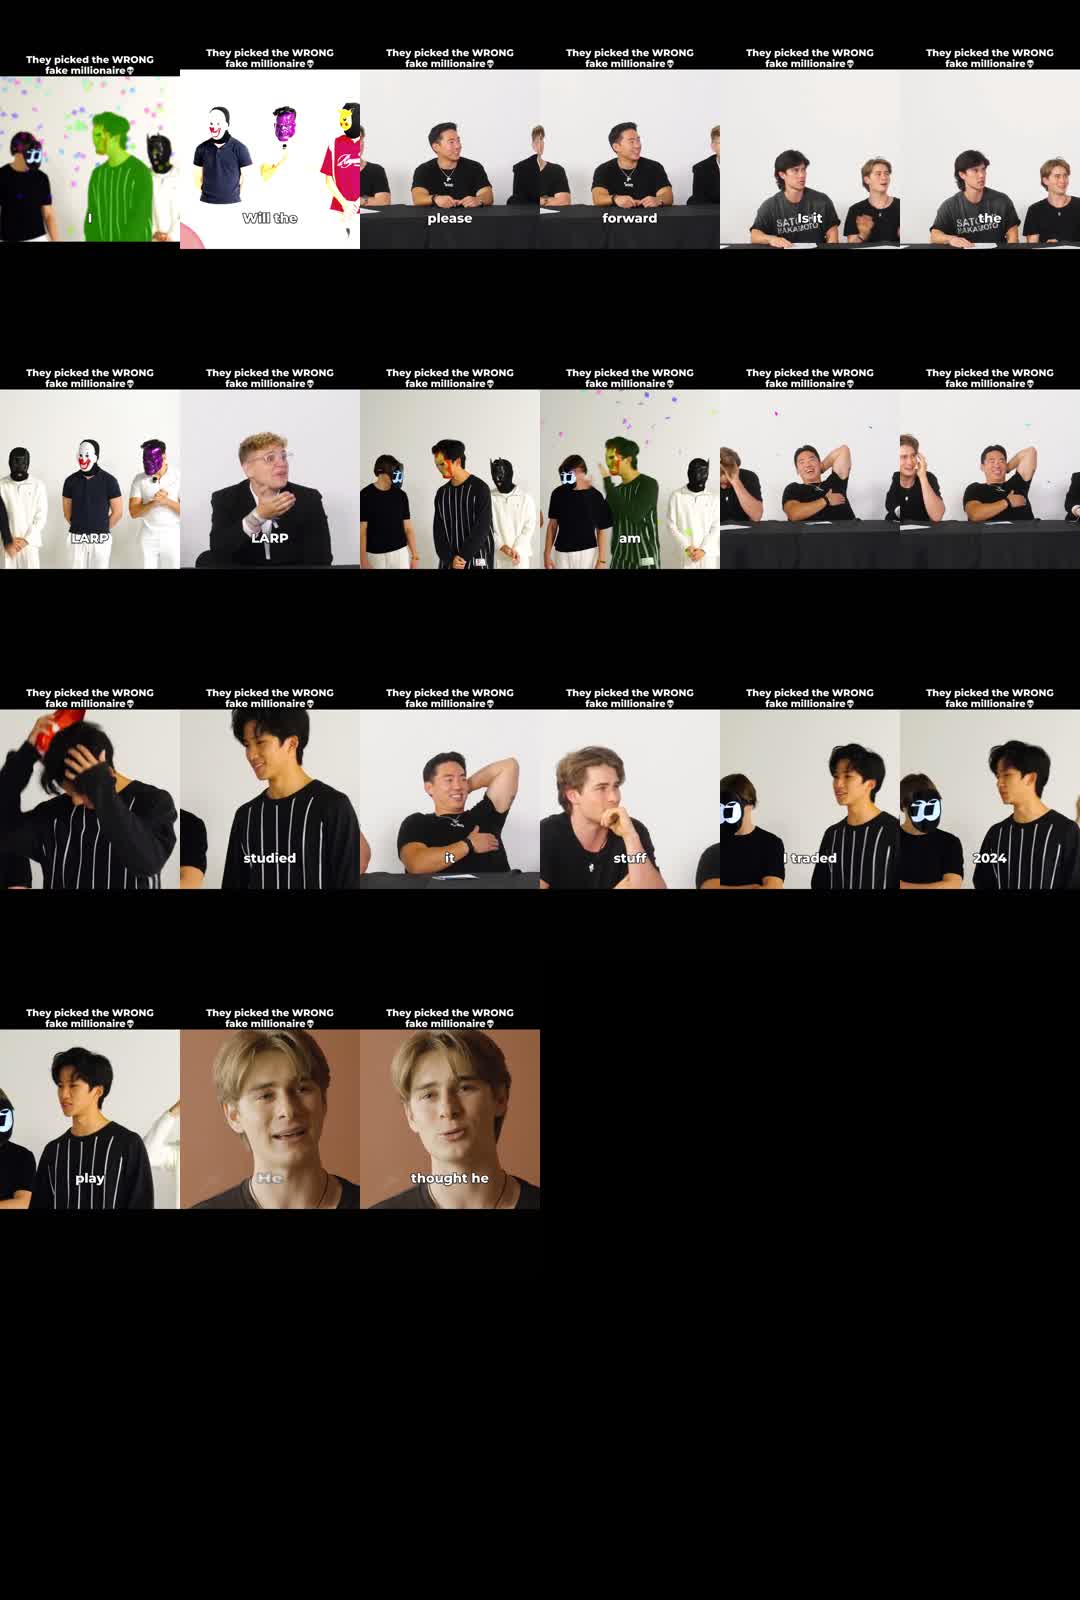 They picked the WRONG
fake millionaire💀
I
They picked the WRONG
fake millionaire💀
Will the
They picked the WRONG
fake millionaire💀
please
They picked the WRONG
fake millionaire💀
forward
They picked the WRONG
fake millionaire💀
Is it
SATO
NAKAMOTO
They picked the WRONG
fake millionaire💀
the
SAT
NAKAMOTO
They picked the WRONG
fake millionaire💀
LARP
They picked the WRONG
fake millionaire💀
LARP
They picked the WRONG
fake millionaire💀
They picked the WRONG
fake millionaire💀
am
They picked the WRONG
fake millionaire💀
They picked the WRONG
fake millionaire💀
They picked the WRONG
fake millionaire💀
They picked the WRONG
fake millionaire💀
studied
They picked the WRONG
fake millionaire💀
it
They picked the WRONG
fake millionaire💀
stuff
They picked the WRONG
fake millionaire💀
I traded
They picked the WRONG
fake millionaire💀
2024
They picked the WRONG
fake millionaire💀
play
They picked the WRONG
fake millionaire💀
He
They picked the WRONG
fake millionaire💀
thought he